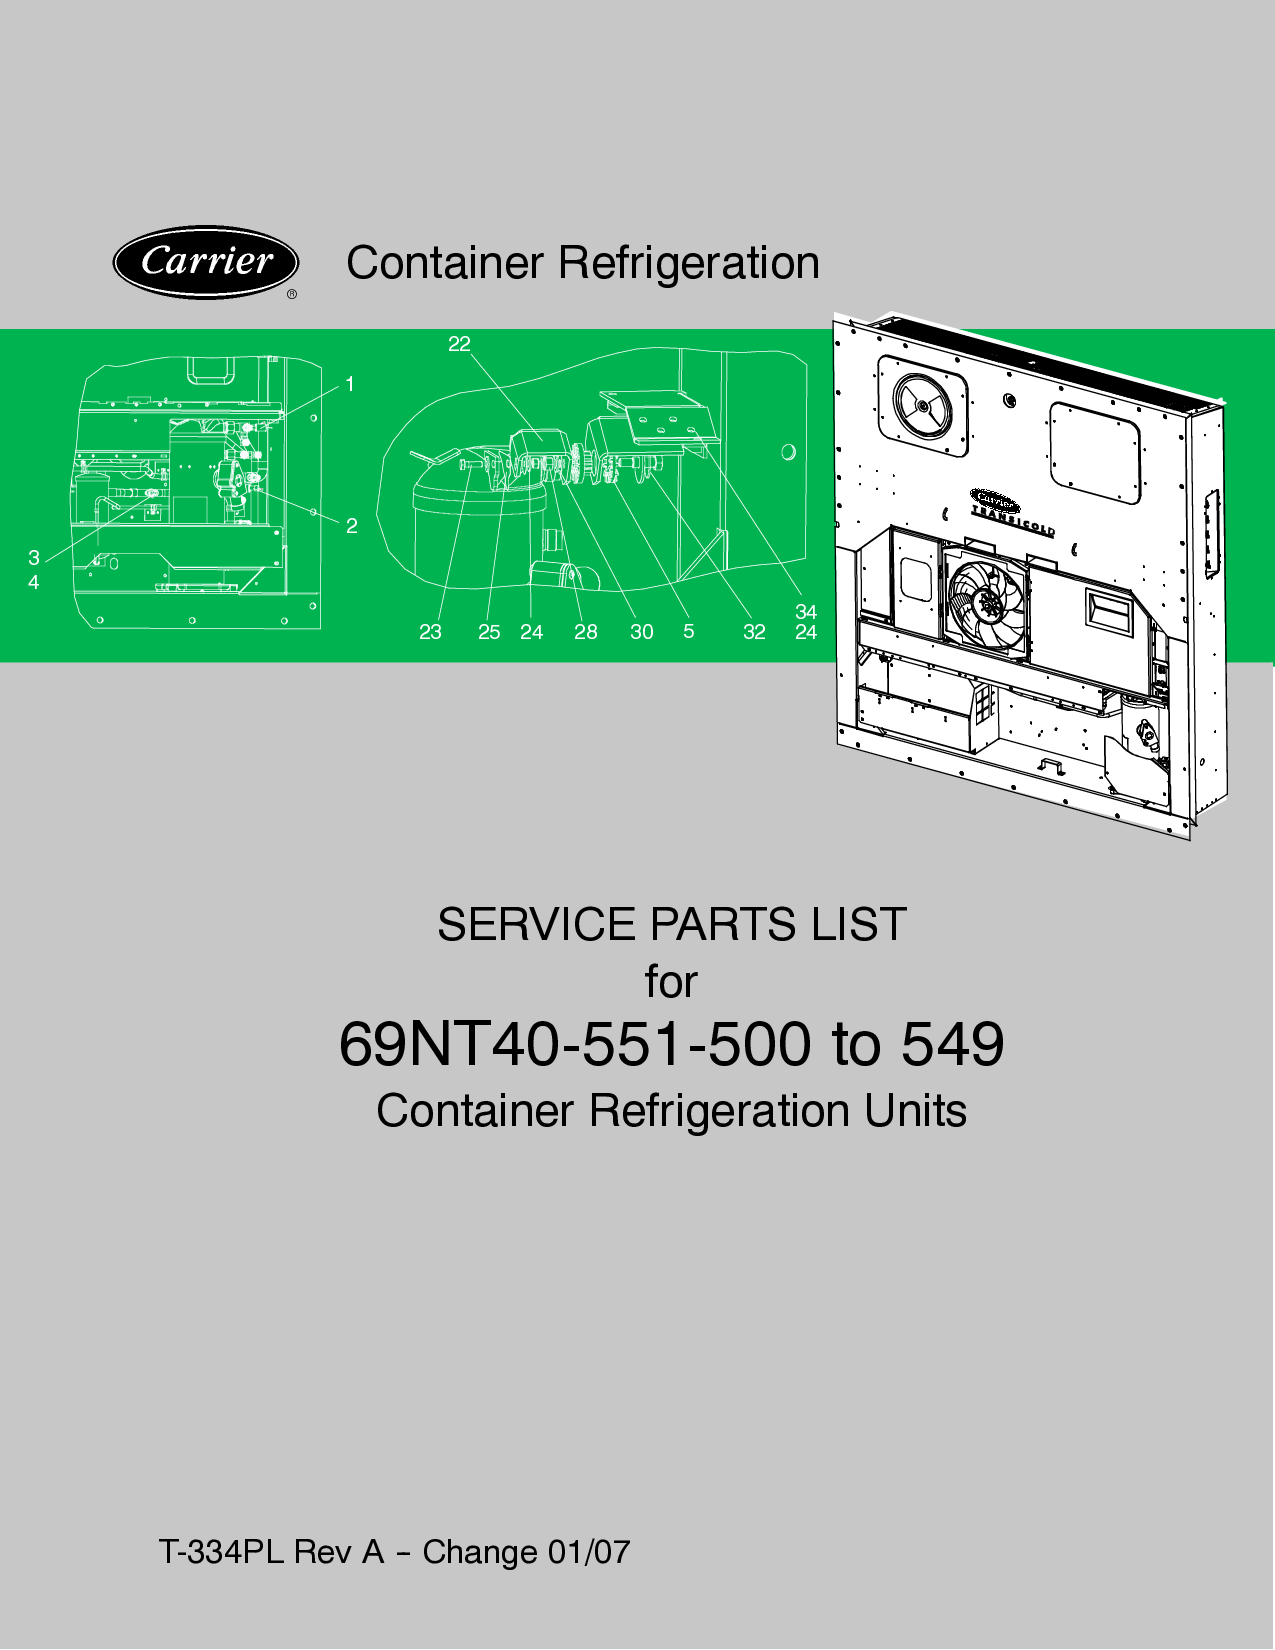 Carrier
®
Container Refrigeration
22
1
2
3
4
23 25 24 28 30 5 32 34
24
TRANSICOLD
SERVICE PARTS LIST
for
69NT40-551-500 to 549
Container Refrigeration Units
T-334PL Rev A – Change 01/07